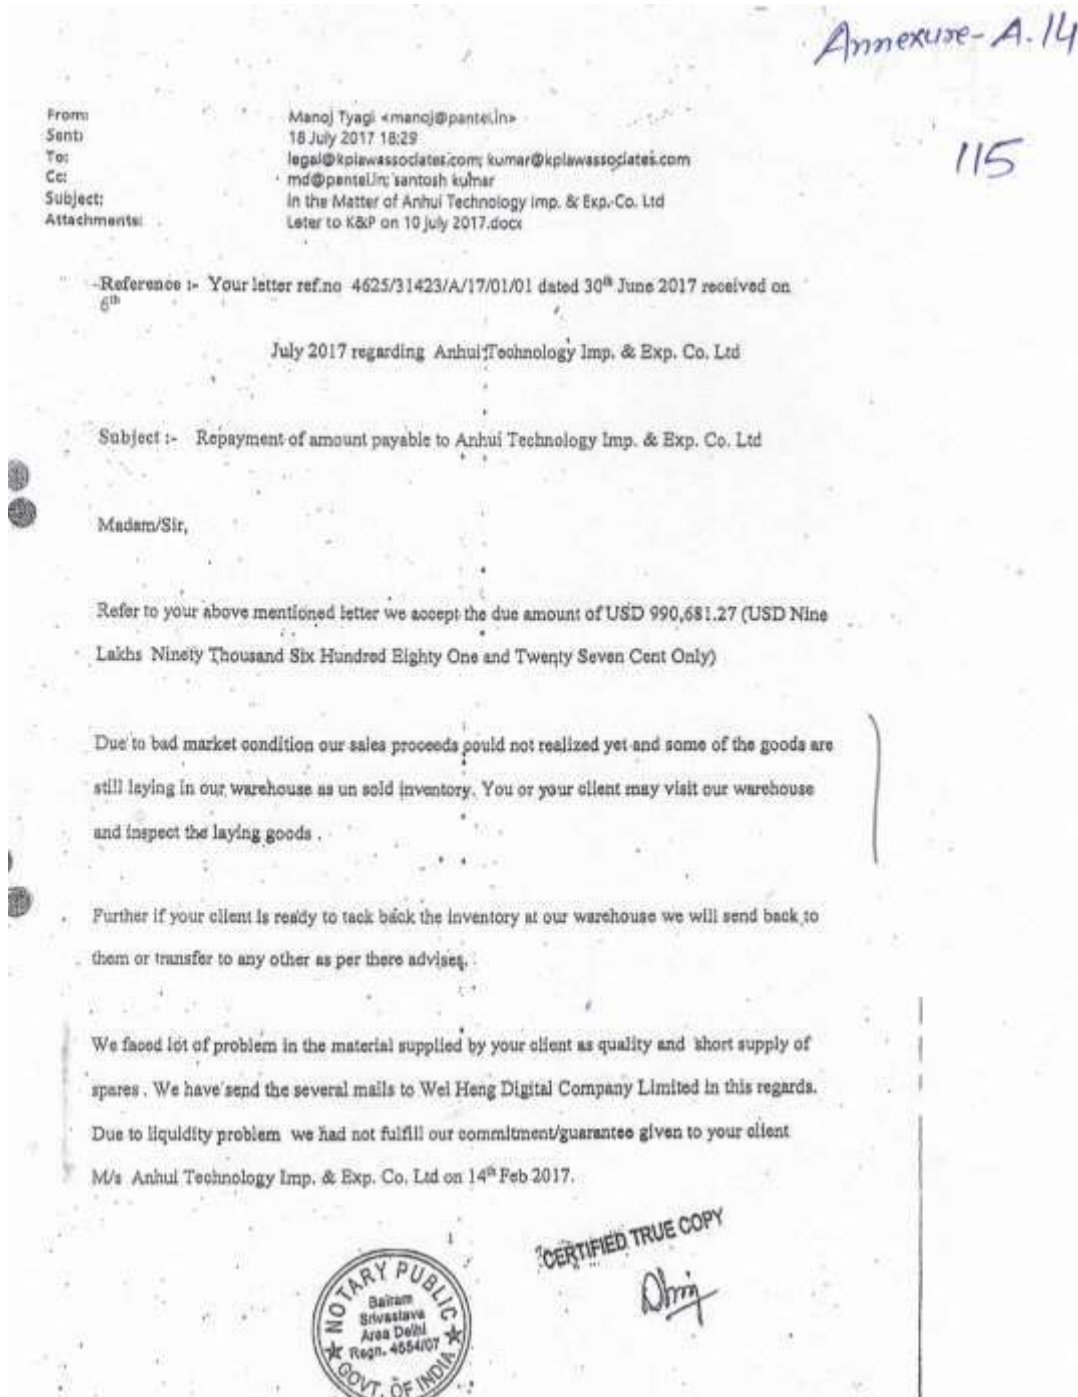 Annexure-A.14
115
From: Manoj Tyagi <manoj@pantel.in>
Sent: 18 July 2017 18:29
To: legal@kplawassociates.com; kumar@kplawassociates.com
Cc: md@pantel.in; santosh kumar
Subject: In the Matter of Anhui Technology Imp. & Exp. Co. Ltd
Attachments: Leter to K&P on 10 july 2017.docx
Reference :- Your letter ref.no 4625/31423/A/17/01/01 dated 30th June 2017 received on
6th
July 2017 regarding Anhui Technology Imp. & Exp. Co. Ltd
Subject :- Repayment of amount payable to Anhui Technology Imp. & Exp. Co. Ltd
Madam/Sir,
Refer to your above mentioned letter we accept the due amount of USD 990,681.27 (USD Nine
Lakhs Ninety Thousand Six Hundred Eighty One and Twenty Seven Cent Only)
Due to bad market condition our sales proceeds could not realized yet and some of the goods are
still laying in our warehouse as un sold inventory. You or your client may visit our warehouse
and inspect the laying goods .
Further if your client is ready to tack back the inventory at our warehouse we will send back to
them or transfer to any other as per there advises.
We faced lot of problem in the material supplied by your client as quality and short supply of
spares . We have send the several mails to Wei Heng Digital Company Limited in this regards.
Due to liquidity problem we had not fulfill our commitment/guarantee given to your client
M/s Anhui Technology Imp. & Exp. Co. Ltd on 14th Feb 2017.
CERTIFIED TRUE COPY
NOTARY PUBLIC
Balram
Srivastava
Area Delhi
Regn. 4554/07
GOVT. OF INDIA